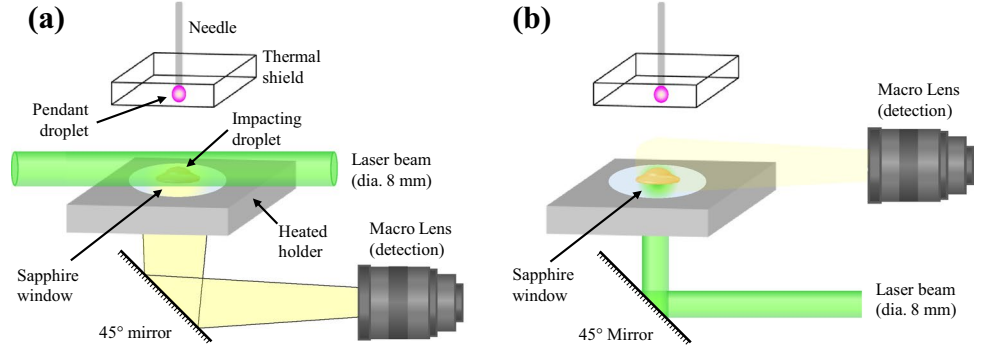 (a)
Needle
Thermal
shield
Pendant
droplet
Impacting
droplet
Laser beam
(dia. 8 mm)
Heated
holder
Macro Lens
(detection)
Sapphire
window
45° mirror
(b)
Macro Lens
(detection)
Sapphire
window
Laser beam
(dia. 8 mm)
45° Mirror